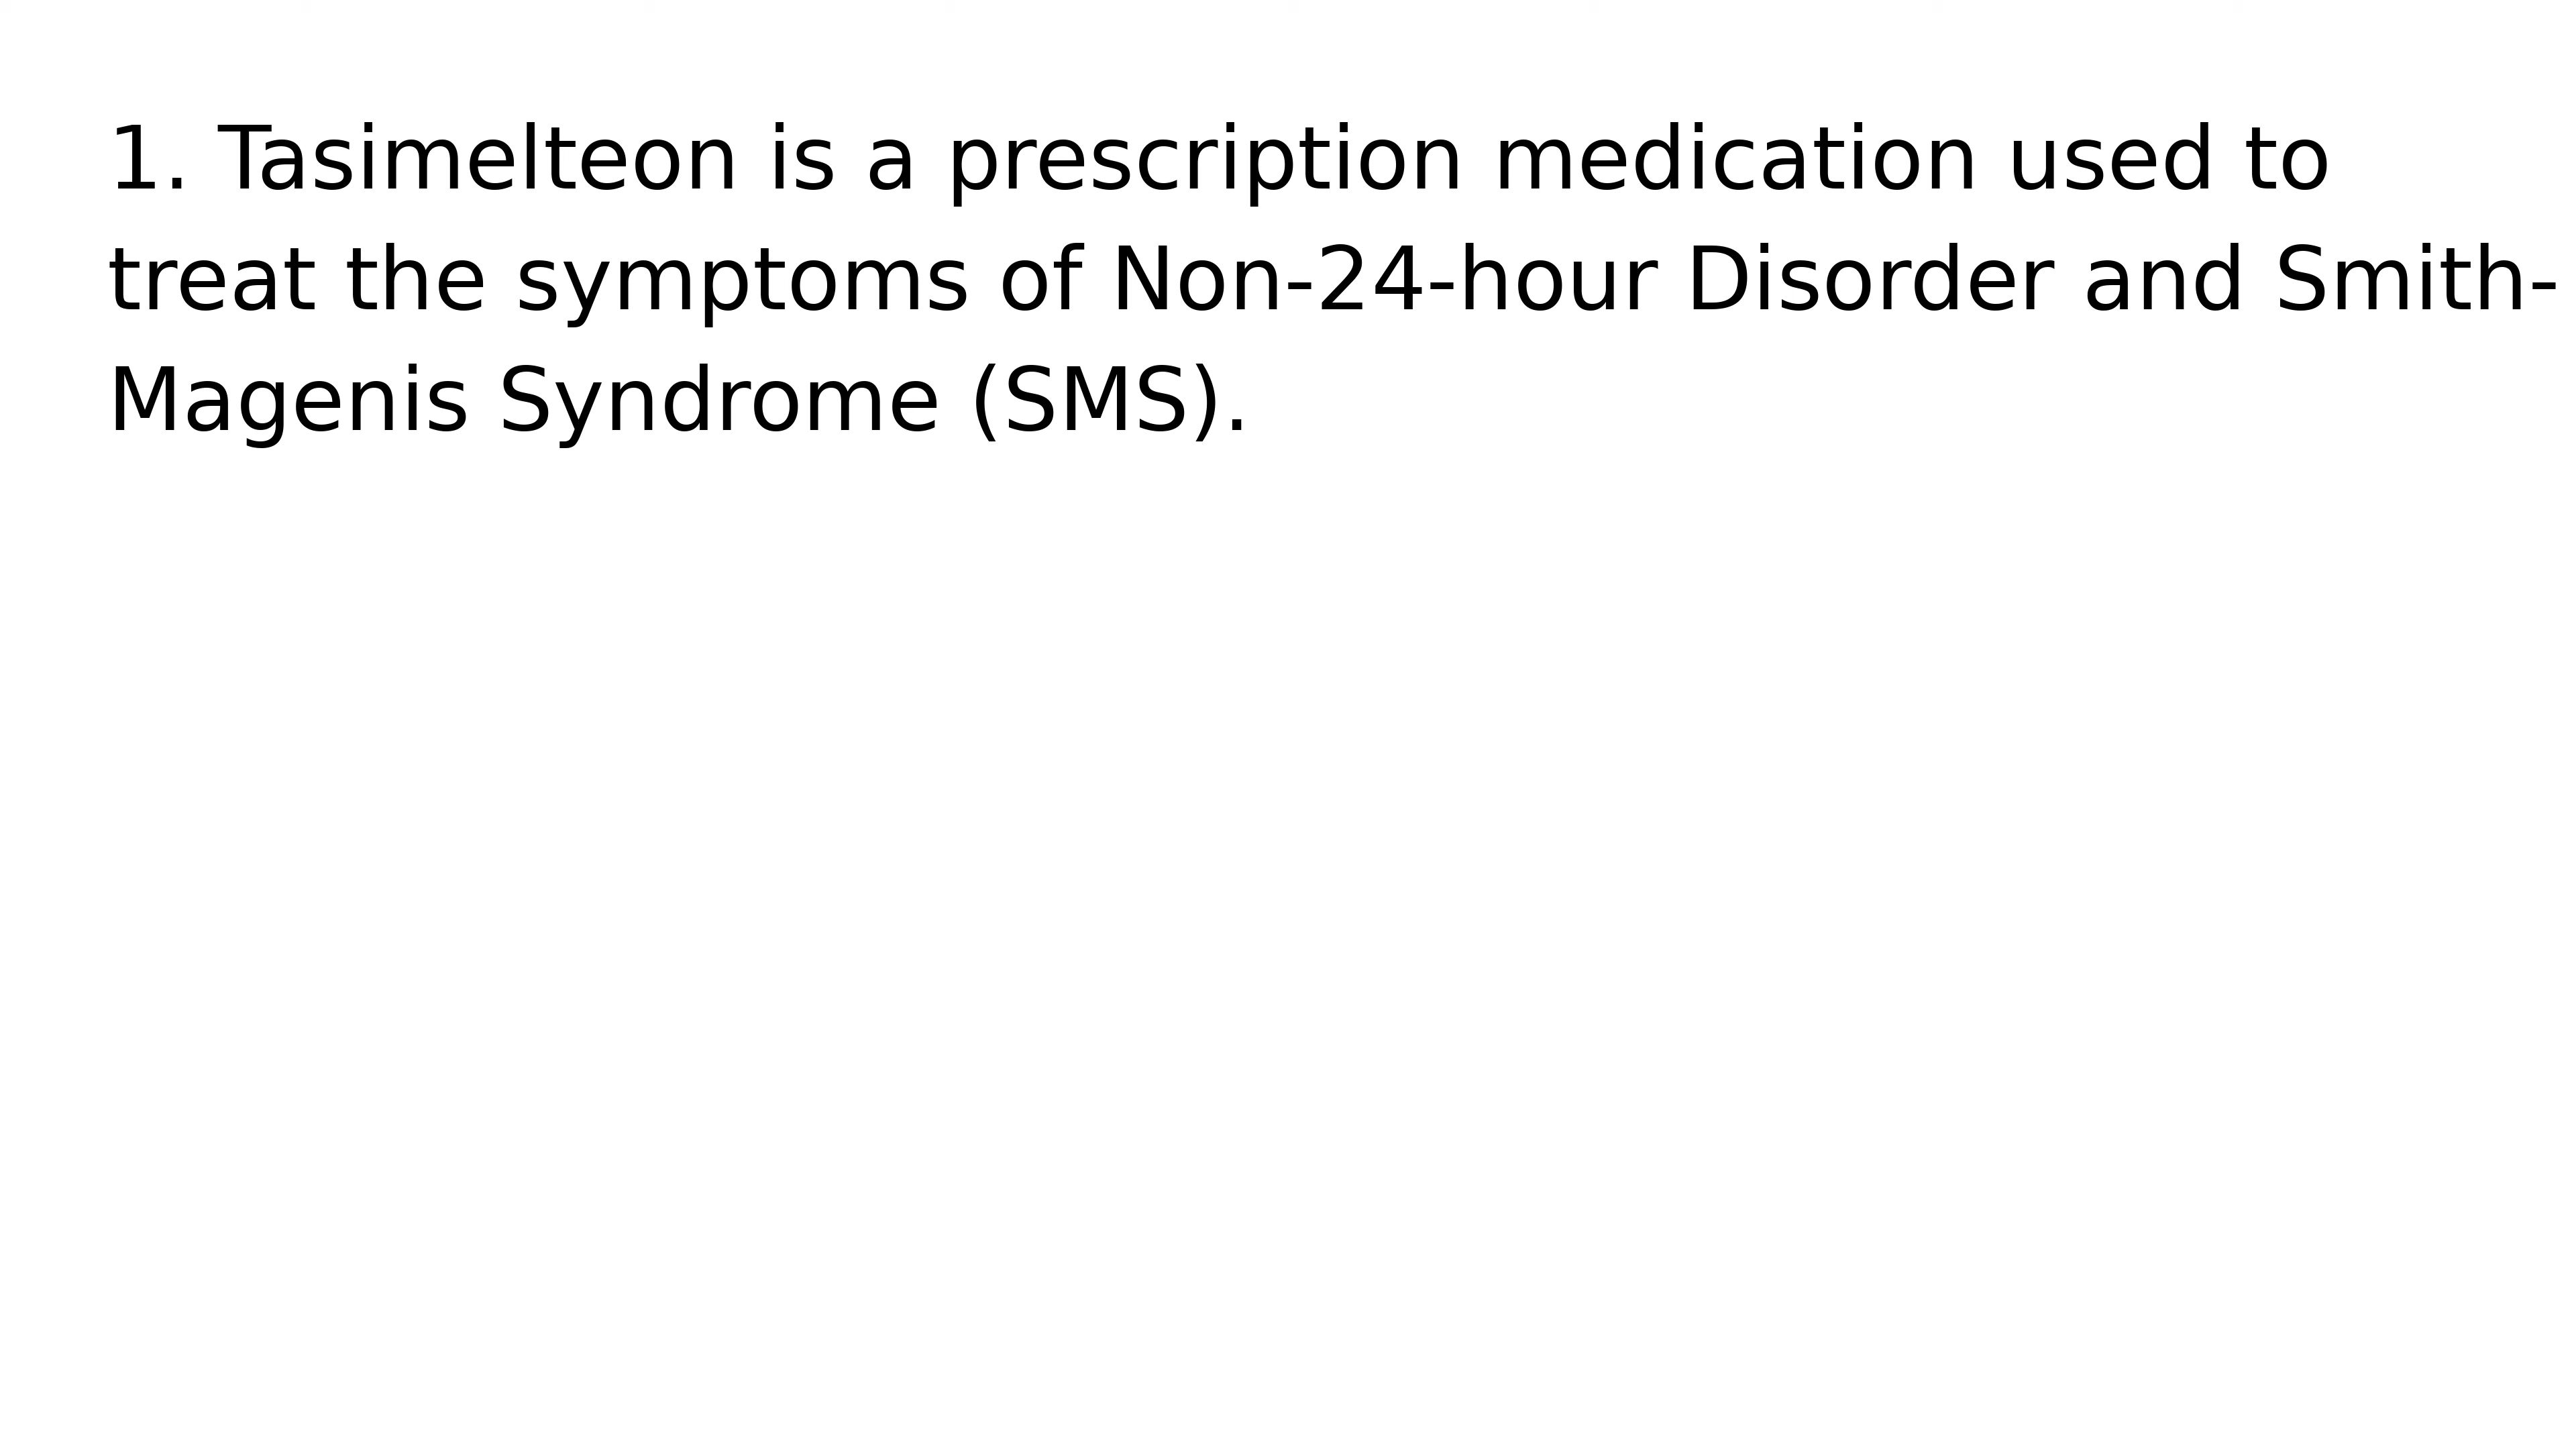 1. Tasimelteon is a prescription medication used to
treat the symptoms of Non-24-hour Disorder and Smith-
Magenis Syndrome (SMS).